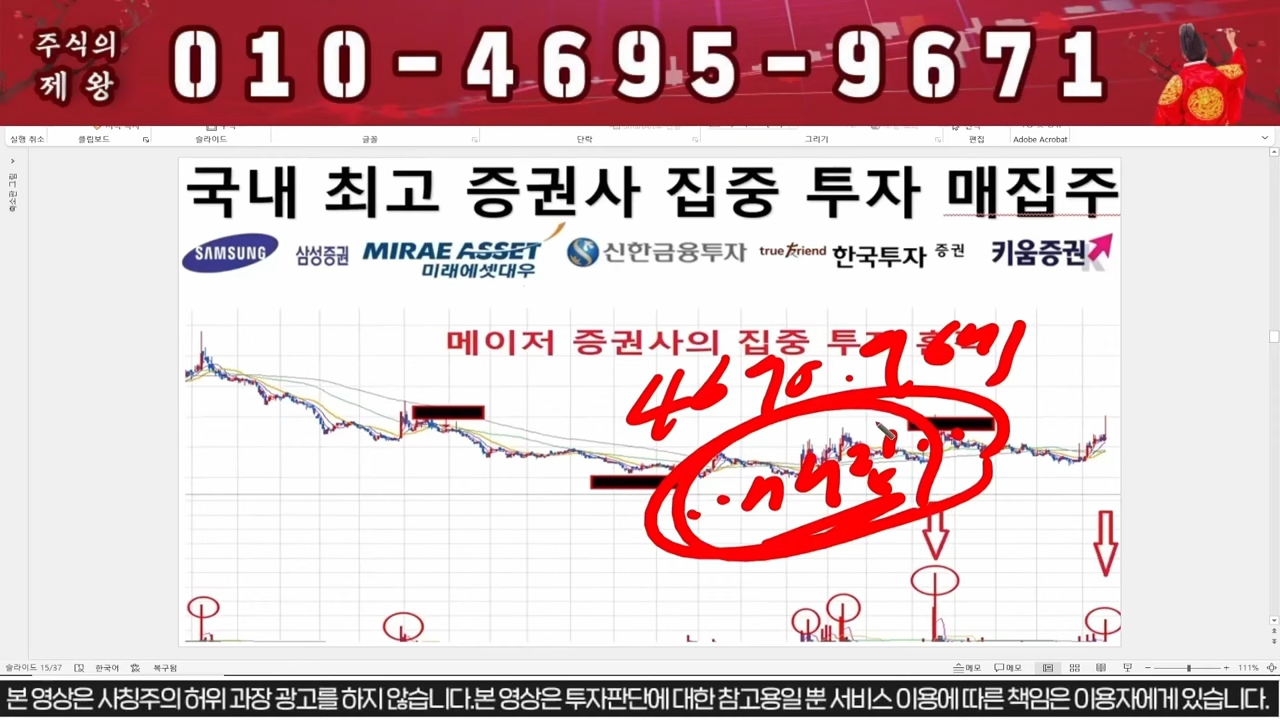 주식의
제왕
010-4695-9671
실행 취소 클립보드 슬라이드 글꼴 단락 그리기 편집 Adobe Acrobat
국내 최고 증권사 집중 투자 매집주
SAMSUNG 삼성증권 MIRAE ASSET 미래에셋대우 신한금융투자 true friend 한국투자 증권 키움증권
메이저 증권사의 집중
매집
슬라이드 15/37 한국어 복구됨 메모 메모 111%
본 영상은 사칭주의 허위 과장 광고를 하지 않습니다.본 영상은 투자판단에 대한 참고용일 뿐 서비스 이용에 따른 책임은 이용자에게 있습니다.